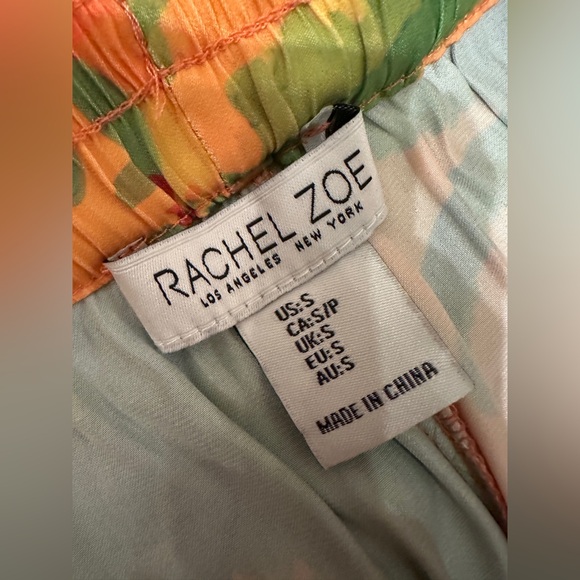 RACHEL ZOE
LOS ANGELES NEW YORK
US:S
CA:S/P
UK:S
EU:S
AU:S
MADE IN CHINA